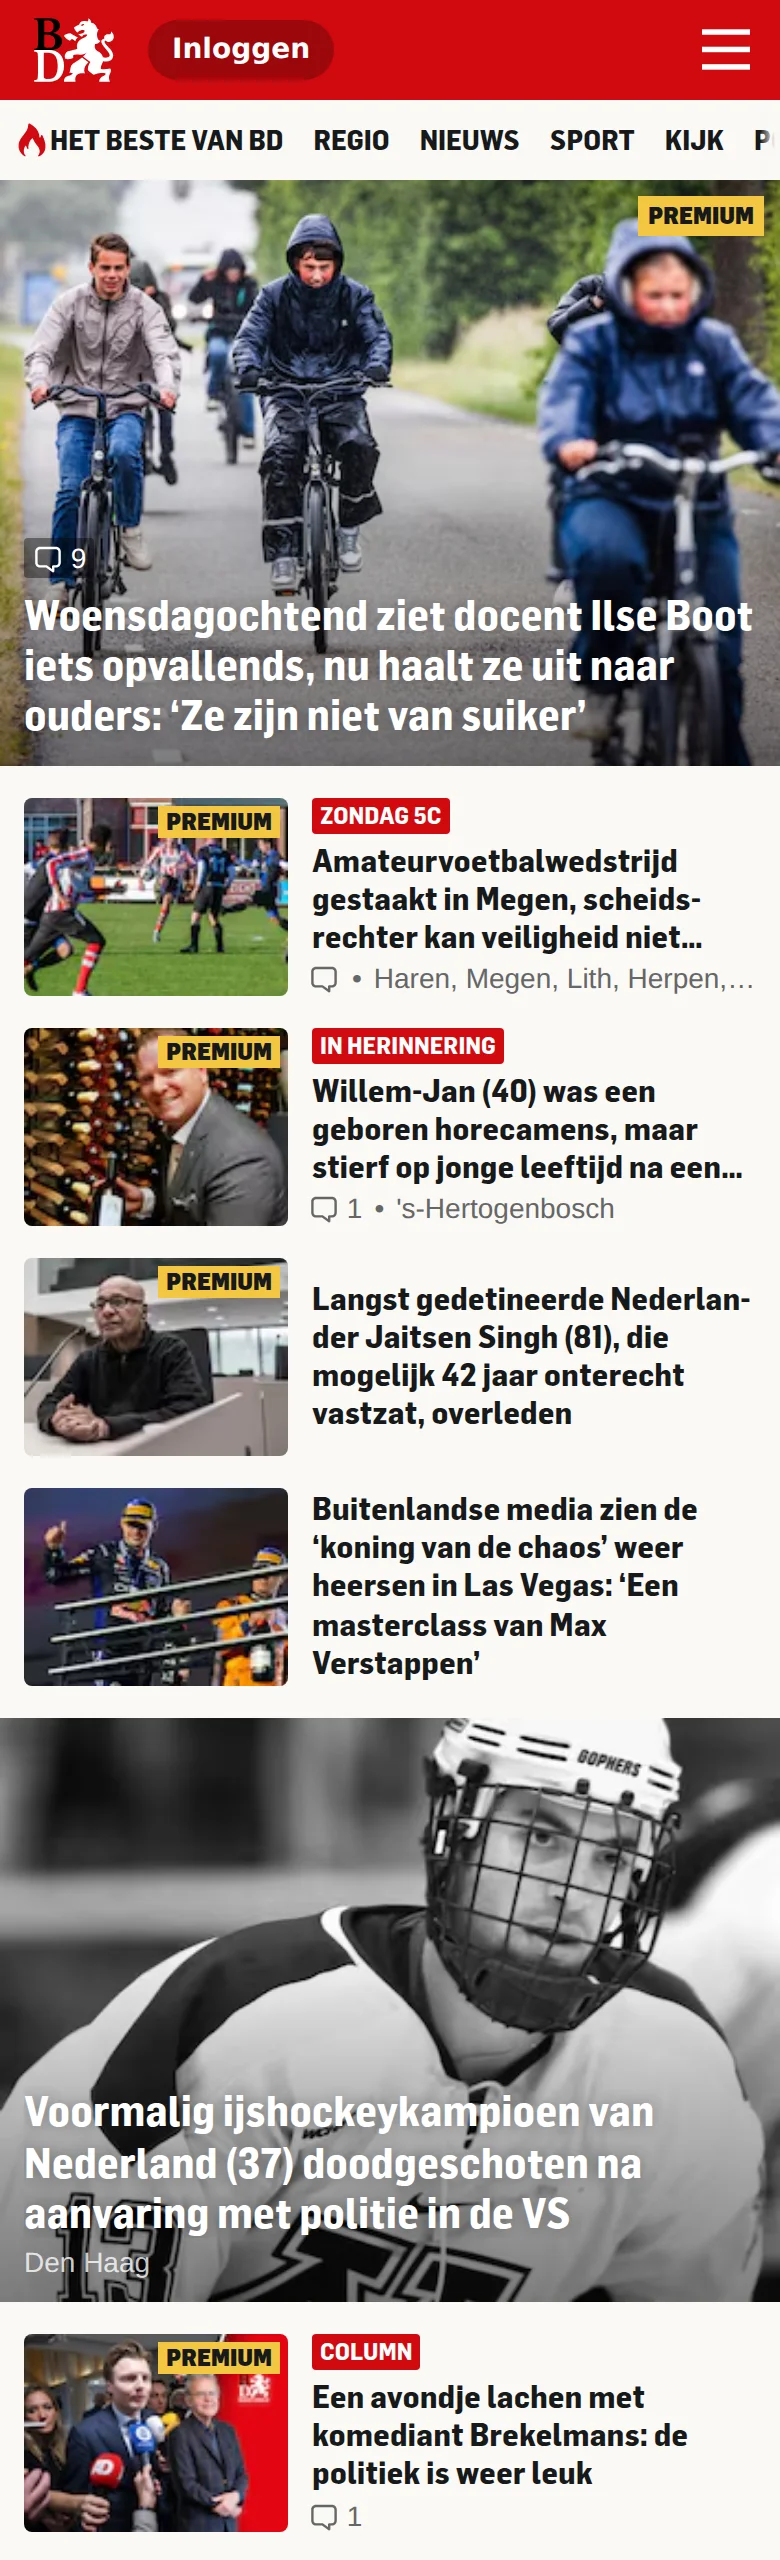 BD
Inloggen
HET BESTE VAN BD REGIO NIEUWS SPORT KIJK
PREMIUM
9
Woensdagochtend ziet docent Ilse Boot
iets opvallends, nu haalt ze uit naar
ouders: ‘Ze zijn niet van suiker’
PREMIUM
ZONDAG 5C
Amateurvoetbalwedstrijd
gestaakt in Megen, scheids-
rechter kan veiligheid niet...
• Haren, Megen, Lith, Herpen,...
PREMIUM
IN HERINNERING
Willem-Jan (40) was een
geboren horecamens, maar
stierf op jonge leeftijd na een...
1 • 's-Hertogenbosch
PREMIUM
Langst gedetineerde Nederlan-
der Jaitsen Singh (81), die
mogelijk 42 jaar onterecht
vastzat, overleden
Buitenlandse media zien de
‘koning van de chaos’ weer
heersen in Las Vegas: ‘Een
masterclass van Max
Verstappen’
GOPHERS
Voormalig ijshockeykampioen van
Nederland (37) doodgeschoten na
aanvaring met politie in de VS
Den Haag
13
PREMIUM
COLUMN
Een avondje lachen met
komediant Brekelmans: de
politiek is weer leuk
1